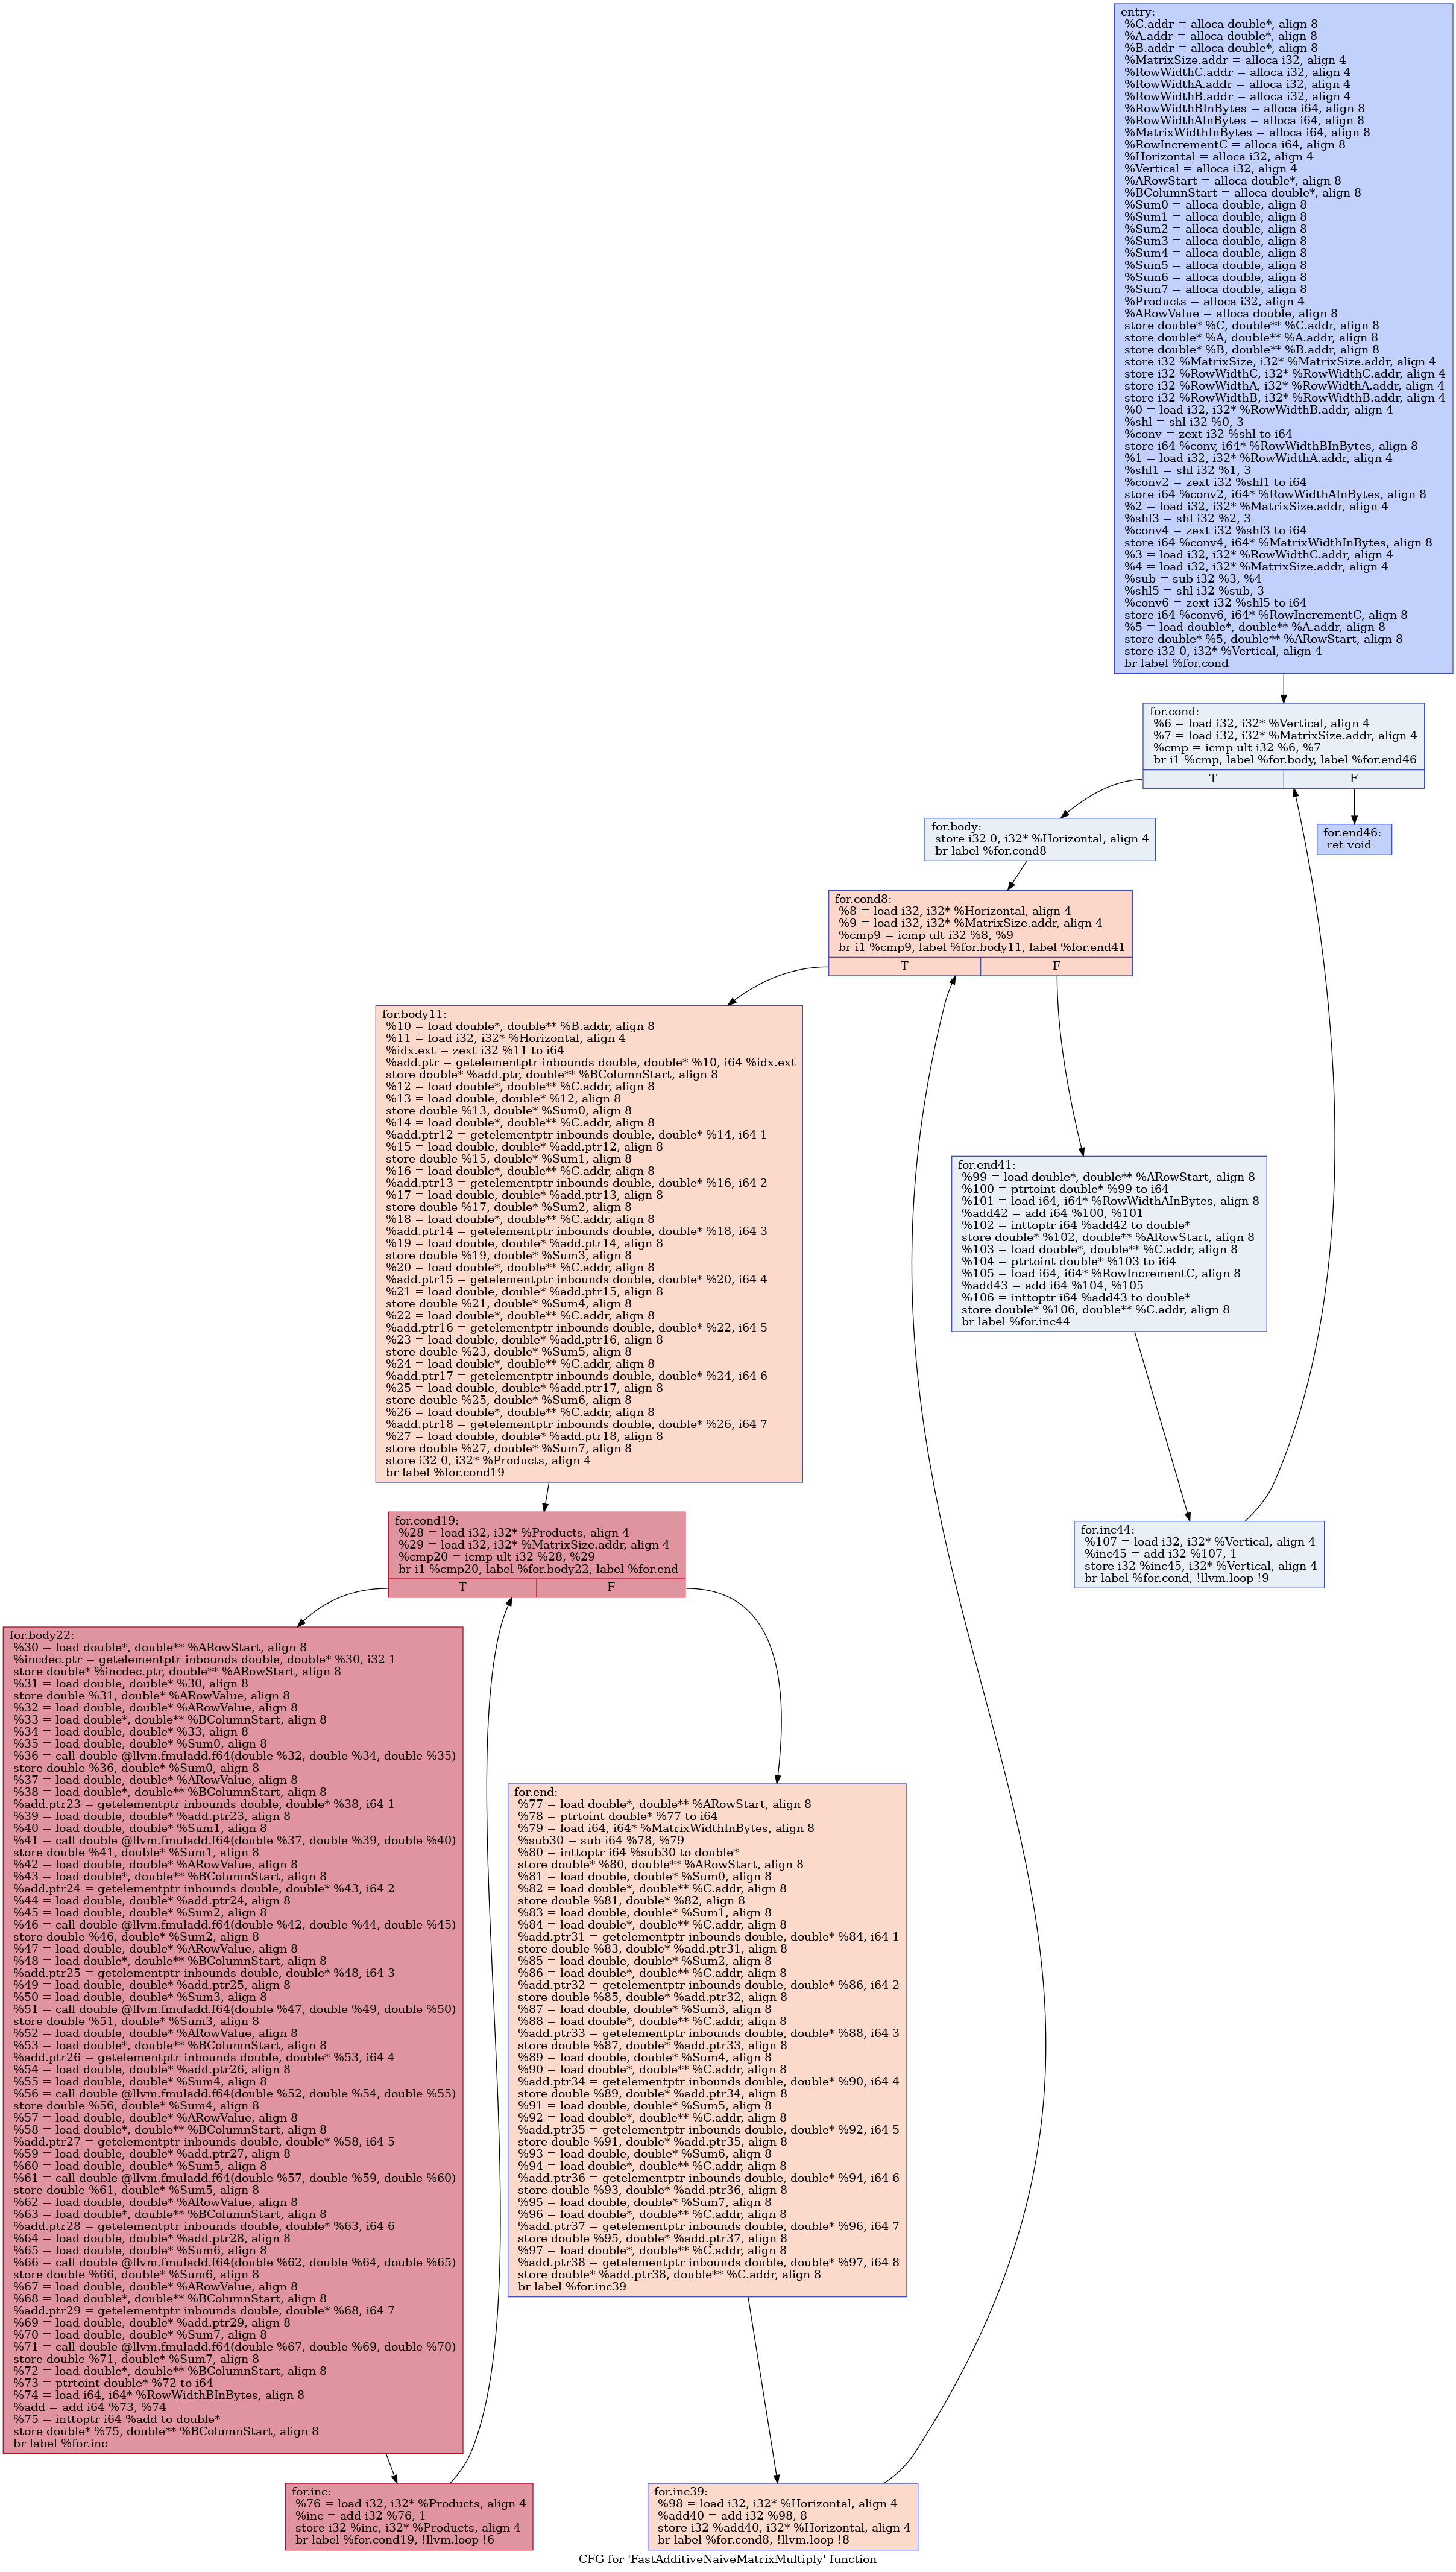 entry:
%C.addr = alloca double*, align 8
%A.addr = alloca double*, align 8
%B.addr = alloca double*, align 8
%MatrixSize.addr = alloca i32, align 4
%RowWidthC.addr = alloca i32, align 4
%RowWidthA.addr = alloca i32, align 4
%RowWidthB.addr = alloca i32, align 4
%RowWidthBInBytes = alloca i64, align 8
%RowWidthAInBytes = alloca i64, align 8
%MatrixWidthInBytes = alloca i64, align 8
%RowIncrementC = alloca i64, align 8
%Horizontal = alloca i32, align 4
%Vertical = alloca i32, align 4
%ARowStart = alloca double*, align 8
%BColumnStart = alloca double*, align 8
%Sum0 = alloca double, align 8
%Sum1 = alloca double, align 8
%Sum2 = alloca double, align 8
%Sum3 = alloca double, align 8
%Sum4 = alloca double, align 8
%Sum5 = alloca double, align 8
%Sum6 = alloca double, align 8
%Sum7 = alloca double, align 8
%Products = alloca i32, align 4
%ARowValue = alloca double, align 8
store double* %C, double** %C.addr, align 8
store double* %A, double** %A.addr, align 8
store double* %B, double** %B.addr, align 8
store i32 %MatrixSize, i32* %MatrixSize.addr, align 4
store i32 %RowWidthC, i32* %RowWidthC.addr, align 4
store i32 %RowWidthA, i32* %RowWidthA.addr, align 4
store i32 %RowWidthB, i32* %RowWidthB.addr, align 4
%0 = load i32, i32* %RowWidthB.addr, align 4
%shl = shl i32 %0, 3
%conv = zext i32 %shl to i64
store i64 %conv, i64* %RowWidthBInBytes, align 8
%1 = load i32, i32* %RowWidthA.addr, align 4
%shl1 = shl i32 %1, 3
%conv2 = zext i32 %shl1 to i64
store i64 %conv2, i64* %RowWidthAInBytes, align 8
%2 = load i32, i32* %MatrixSize.addr, align 4
%shl3 = shl i32 %2, 3
%conv4 = zext i32 %shl3 to i64
store i64 %conv4, i64* %MatrixWidthInBytes, align 8
%3 = load i32, i32* %RowWidthC.addr, align 4
%4 = load i32, i32* %MatrixSize.addr, align 4
%sub = sub i32 %3, %4
%shl5 = shl i32 %sub, 3
%conv6 = zext i32 %shl5 to i64
store i64 %conv6, i64* %RowIncrementC, align 8
%5 = load double*, double** %A.addr, align 8
store double* %5, double** %ARowStart, align 8
store i32 0, i32* %Vertical, align 4
br label %for.cond
for.cond:
%6 = load i32, i32* %Vertical, align 4
%7 = load i32, i32* %MatrixSize.addr, align 4
%cmp = icmp ult i32 %6, %7
br i1 %cmp, label %for.body, label %for.end46
T F
for.body:
store i32 0, i32* %Horizontal, align 4
br label %for.cond8
for.end46:
ret void
for.cond8:
%8 = load i32, i32* %Horizontal, align 4
%9 = load i32, i32* %MatrixSize.addr, align 4
%cmp9 = icmp ult i32 %8, %9
br i1 %cmp9, label %for.body11, label %for.end41
T F
for.body11:
%10 = load double*, double** %B.addr, align 8
%11 = load i32, i32* %Horizontal, align 4
%idx.ext = zext i32 %11 to i64
%add.ptr = getelementptr inbounds double, double* %10, i64 %idx.ext
store double* %add.ptr, double** %BColumnStart, align 8
%12 = load double*, double** %C.addr, align 8
%13 = load double, double* %12, align 8
store double %13, double* %Sum0, align 8
%14 = load double*, double** %C.addr, align 8
%add.ptr12 = getelementptr inbounds double, double* %14, i64 1
%15 = load double, double* %add.ptr12, align 8
store double %15, double* %Sum1, align 8
%16 = load double*, double** %C.addr, align 8
%add.ptr13 = getelementptr inbounds double, double* %16, i64 2
%17 = load double, double* %add.ptr13, align 8
store double %17, double* %Sum2, align 8
%18 = load double*, double** %C.addr, align 8
%add.ptr14 = getelementptr inbounds double, double* %18, i64 3
%19 = load double, double* %add.ptr14, align 8
store double %19, double* %Sum3, align 8
%20 = load double*, double** %C.addr, align 8
%add.ptr15 = getelementptr inbounds double, double* %20, i64 4
%21 = load double, double* %add.ptr15, align 8
store double %21, double* %Sum4, align 8
%22 = load double*, double** %C.addr, align 8
%add.ptr16 = getelementptr inbounds double, double* %22, i64 5
%23 = load double, double* %add.ptr16, align 8
store double %23, double* %Sum5, align 8
%24 = load double*, double** %C.addr, align 8
%add.ptr17 = getelementptr inbounds double, double* %24, i64 6
%25 = load double, double* %add.ptr17, align 8
store double %25, double* %Sum6, align 8
%26 = load double*, double** %C.addr, align 8
%add.ptr18 = getelementptr inbounds double, double* %26, i64 7
%27 = load double, double* %add.ptr18, align 8
store double %27, double* %Sum7, align 8
store i32 0, i32* %Products, align 4
br label %for.cond19
for.end41:
%99 = load double*, double** %ARowStart, align 8
%100 = ptrtoint double* %99 to i64
%101 = load i64, i64* %RowWidthAInBytes, align 8
%add42 = add i64 %100, %101
%102 = inttoptr i64 %add42 to double*
store double* %102, double** %ARowStart, align 8
%103 = load double*, double** %C.addr, align 8
%104 = ptrtoint double* %103 to i64
%105 = load i64, i64* %RowIncrementC, align 8
%add43 = add i64 %104, %105
%106 = inttoptr i64 %add43 to double*
store double* %106, double** %C.addr, align 8
br label %for.inc44
for.cond19:
%28 = load i32, i32* %Products, align 4
%29 = load i32, i32* %MatrixSize.addr, align 4
%cmp20 = icmp ult i32 %28, %29
br i1 %cmp20, label %for.body22, label %for.end
T F
for.inc44:
%107 = load i32, i32* %Vertical, align 4
%inc45 = add i32 %107, 1
store i32 %inc45, i32* %Vertical, align 4
br label %for.cond, !llvm.loop !9
for.body22:
%30 = load double*, double** %ARowStart, align 8
%incdec.ptr = getelementptr inbounds double, double* %30, i32 1
store double* %incdec.ptr, double** %ARowStart, align 8
%31 = load double, double* %30, align 8
store double %31, double* %ARowValue, align 8
%32 = load double, double* %ARowValue, align 8
%33 = load double*, double** %BColumnStart, align 8
%34 = load double, double* %33, align 8
%35 = load double, double* %Sum0, align 8
%36 = call double @llvm.fmuladd.f64(double %32, double %34, double %35)
store double %36, double* %Sum0, align 8
%37 = load double, double* %ARowValue, align 8
%38 = load double*, double** %BColumnStart, align 8
%add.ptr23 = getelementptr inbounds double, double* %38, i64 1
%39 = load double, double* %add.ptr23, align 8
%40 = load double, double* %Sum1, align 8
%41 = call double @llvm.fmuladd.f64(double %37, double %39, double %40)
store double %41, double* %Sum1, align 8
%42 = load double, double* %ARowValue, align 8
%43 = load double*, double** %BColumnStart, align 8
%add.ptr24 = getelementptr inbounds double, double* %43, i64 2
%44 = load double, double* %add.ptr24, align 8
%45 = load double, double* %Sum2, align 8
%46 = call double @llvm.fmuladd.f64(double %42, double %44, double %45)
store double %46, double* %Sum2, align 8
%47 = load double, double* %ARowValue, align 8
%48 = load double*, double** %BColumnStart, align 8
%add.ptr25 = getelementptr inbounds double, double* %48, i64 3
%49 = load double, double* %add.ptr25, align 8
%50 = load double, double* %Sum3, align 8
%51 = call double @llvm.fmuladd.f64(double %47, double %49, double %50)
store double %51, double* %Sum3, align 8
%52 = load double, double* %ARowValue, align 8
%53 = load double*, double** %BColumnStart, align 8
%add.ptr26 = getelementptr inbounds double, double* %53, i64 4
%54 = load double, double* %add.ptr26, align 8
%55 = load double, double* %Sum4, align 8
%56 = call double @llvm.fmuladd.f64(double %52, double %54, double %55)
store double %56, double* %Sum4, align 8
%57 = load double, double* %ARowValue, align 8
%58 = load double*, double** %BColumnStart, align 8
%add.ptr27 = getelementptr inbounds double, double* %58, i64 5
%59 = load double, double* %add.ptr27, align 8
%60 = load double, double* %Sum5, align 8
%61 = call double @llvm.fmuladd.f64(double %57, double %59, double %60)
store double %61, double* %Sum5, align 8
%62 = load double, double* %ARowValue, align 8
%63 = load double*, double** %BColumnStart, align 8
%add.ptr28 = getelementptr inbounds double, double* %63, i64 6
%64 = load double, double* %add.ptr28, align 8
%65 = load double, double* %Sum6, align 8
%66 = call double @llvm.fmuladd.f64(double %62, double %64, double %65)
store double %66, double* %Sum6, align 8
%67 = load double, double* %ARowValue, align 8
%68 = load double*, double** %BColumnStart, align 8
%add.ptr29 = getelementptr inbounds double, double* %68, i64 7
%69 = load double, double* %add.ptr29, align 8
%70 = load double, double* %Sum7, align 8
%71 = call double @llvm.fmuladd.f64(double %67, double %69, double %70)
store double %71, double* %Sum7, align 8
%72 = load double*, double** %BColumnStart, align 8
%73 = ptrtoint double* %72 to i64
%74 = load i64, i64* %RowWidthBInBytes, align 8
%add = add i64 %73, %74
%75 = inttoptr i64 %add to double*
store double* %75, double** %BColumnStart, align 8
br label %for.inc
for.end:
%77 = load double*, double** %ARowStart, align 8
%78 = ptrtoint double* %77 to i64
%79 = load i64, i64* %MatrixWidthInBytes, align 8
%sub30 = sub i64 %78, %79
%80 = inttoptr i64 %sub30 to double*
store double* %80, double** %ARowStart, align 8
%81 = load double, double* %Sum0, align 8
%82 = load double*, double** %C.addr, align 8
store double %81, double* %82, align 8
%83 = load double, double* %Sum1, align 8
%84 = load double*, double** %C.addr, align 8
%add.ptr31 = getelementptr inbounds double, double* %84, i64 1
store double %83, double* %add.ptr31, align 8
%85 = load double, double* %Sum2, align 8
%86 = load double*, double** %C.addr, align 8
%add.ptr32 = getelementptr inbounds double, double* %86, i64 2
store double %85, double* %add.ptr32, align 8
%87 = load double, double* %Sum3, align 8
%88 = load double*, double** %C.addr, align 8
%add.ptr33 = getelementptr inbounds double, double* %88, i64 3
store double %87, double* %add.ptr33, align 8
%89 = load double, double* %Sum4, align 8
%90 = load double*, double** %C.addr, align 8
%add.ptr34 = getelementptr inbounds double, double* %90, i64 4
store double %89, double* %add.ptr34, align 8
%91 = load double, double* %Sum5, align 8
%92 = load double*, double** %C.addr, align 8
%add.ptr35 = getelementptr inbounds double, double* %92, i64 5
store double %91, double* %add.ptr35, align 8
%93 = load double, double* %Sum6, align 8
%94 = load double*, double** %C.addr, align 8
%add.ptr36 = getelementptr inbounds double, double* %94, i64 6
store double %93, double* %add.ptr36, align 8
%95 = load double, double* %Sum7, align 8
%96 = load double*, double** %C.addr, align 8
%add.ptr37 = getelementptr inbounds double, double* %96, i64 7
store double %95, double* %add.ptr37, align 8
%97 = load double*, double** %C.addr, align 8
%add.ptr38 = getelementptr inbounds double, double* %97, i64 8
store double* %add.ptr38, double** %C.addr, align 8
br label %for.inc39
for.inc:
%76 = load i32, i32* %Products, align 4
%inc = add i32 %76, 1
store i32 %inc, i32* %Products, align 4
br label %for.cond19, !llvm.loop !6
for.inc39:
%98 = load i32, i32* %Horizontal, align 4
%add40 = add i32 %98, 8
store i32 %add40, i32* %Horizontal, align 4
br label %for.cond8, !llvm.loop !8
CFG for 'FastAdditiveNaiveMatrixMultiply' function